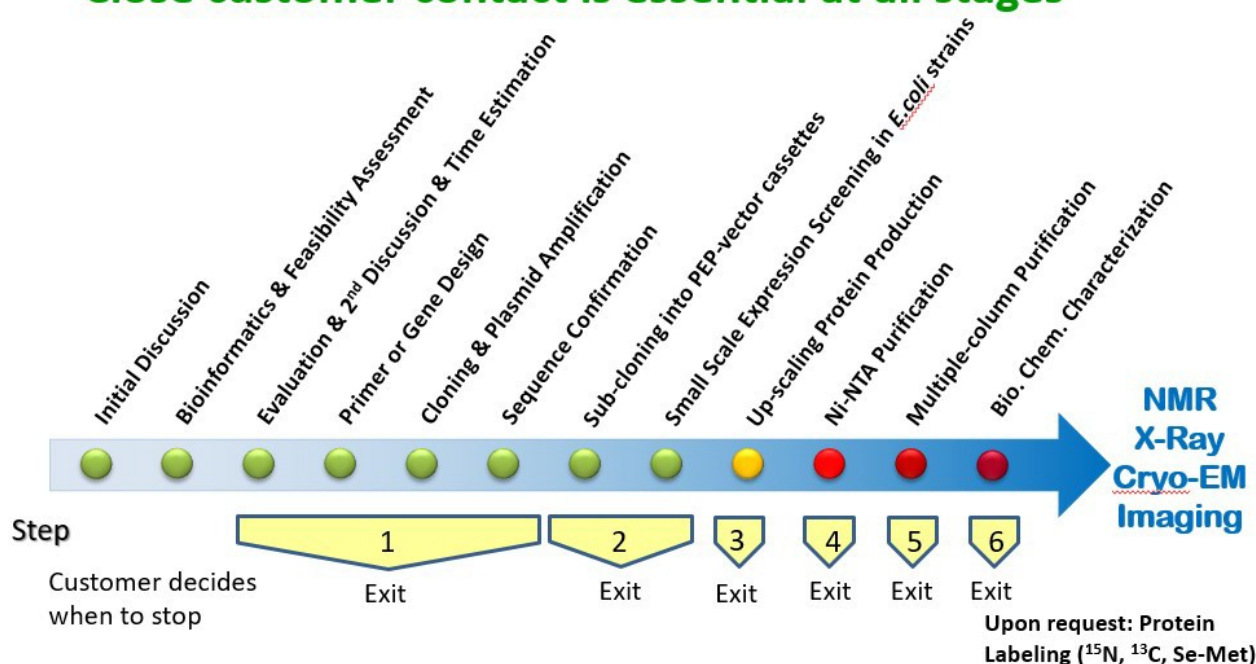 Close customer contact is essential at all stages
Initial Discussion
Bioinformatics & Feasibility Assessment
Evaluation & 2nd Discussion & Time Estimation
Primer or Gene Design
Cloning & Plasmid Amplification
Sequence Confirmation
Sub-cloning into PEP-vector cassettes
Small Scale Expression Screening in E.coli strains
Up-scaling Protein Production
Ni-NTA Purification
Multiple-column Purification
Bio. Chem. Characterization
NMR
X-Ray
Cryo-EM
Imaging
Step
1
2
3
4
5
6
Customer decides
when to stop
Exit
Exit
Exit
Exit
Exit
Exit
Upon request: Protein
Labeling (¹⁵N, ¹³C, Se-Met)